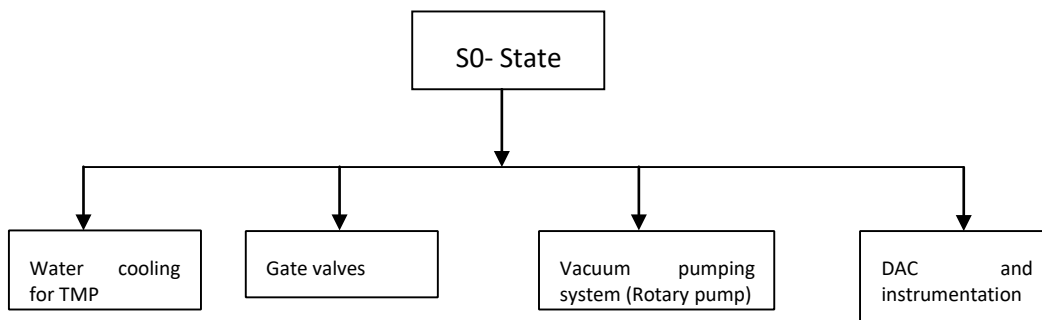 S0- State
Water cooling
for TMP
Gate valves
Vacuum pumping
system (Rotary pump)
DAC and
instrumentation